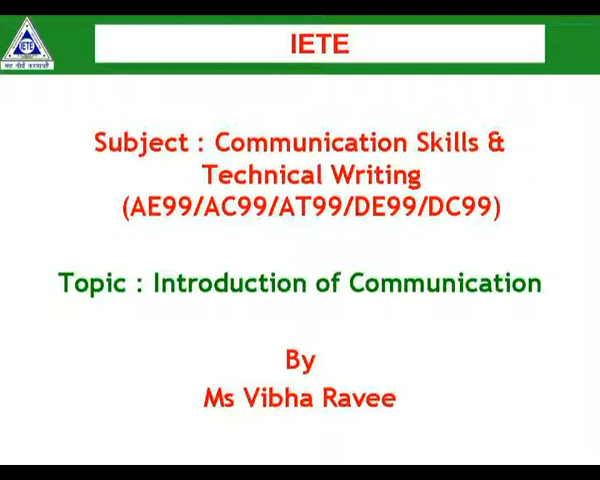 IETE
IETE
Subject : Communication Skills &
Technical Writing
(AE99/AC99/AT99/DE99/DC99)
Topic : Introduction of Communication
By
Ms Vibha Ravee